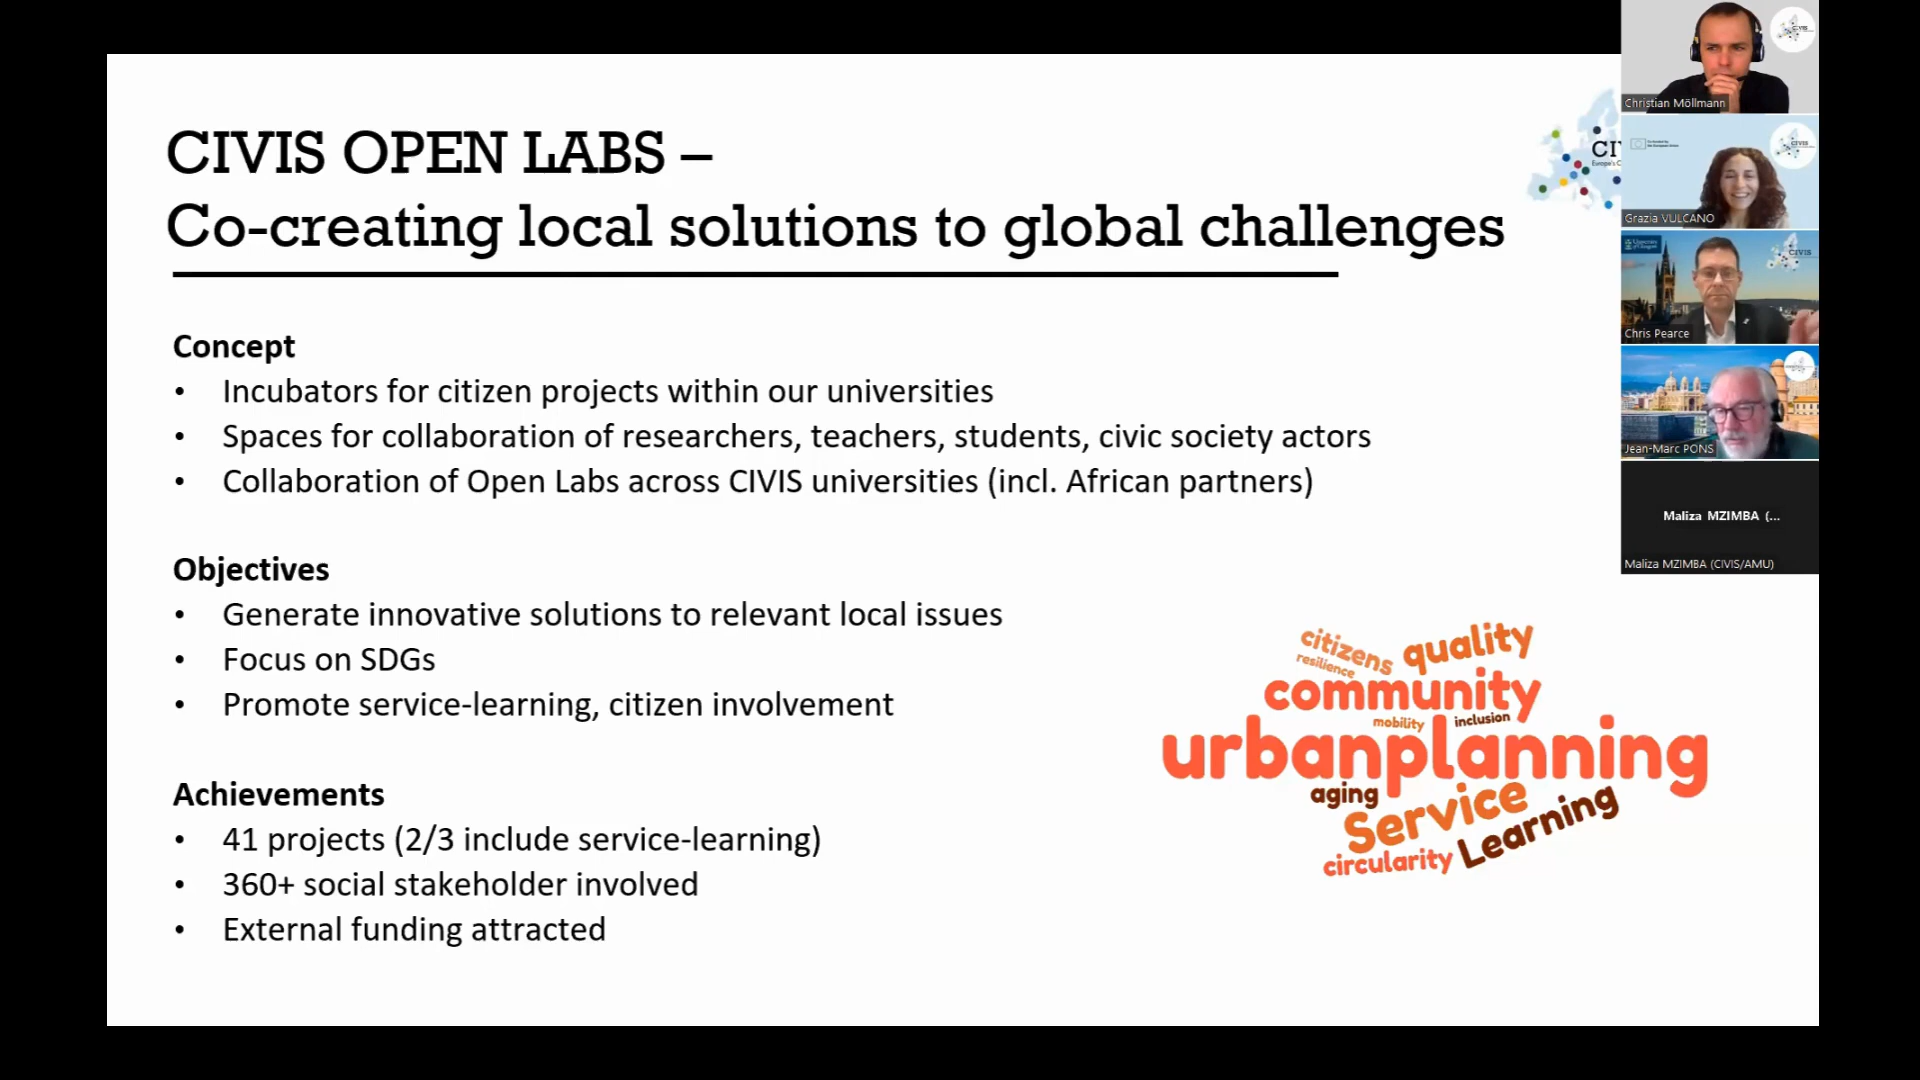 CIVIS OPEN LABS –
Co-creating local solutions to global challenges
Concept
• Incubators for citizen projects within our universities
• Spaces for collaboration of researchers, teachers, students, civic society actors
• Collaboration of Open Labs across CIVIS universities (incl. African partners)
Objectives
• Generate innovative solutions to relevant local issues
• Focus on SDGs
• Promote service-learning, citizen involvement
Achievements
• 41 projects (2/3 include service-learning)
• 360+ social stakeholder involved
• External funding attracted
citizens
quality
resilience
community
mobility
inclusion
urbanplanning
aging
Service
Learning
circularity
Christian Möllmann
CIVIS
Grazia VULCANO
CIVIS
Chris Pearce
Jean-Marc PONS
Maliza MZIMBA (...
Maliza MZIMBA (CIVIS/AMU)